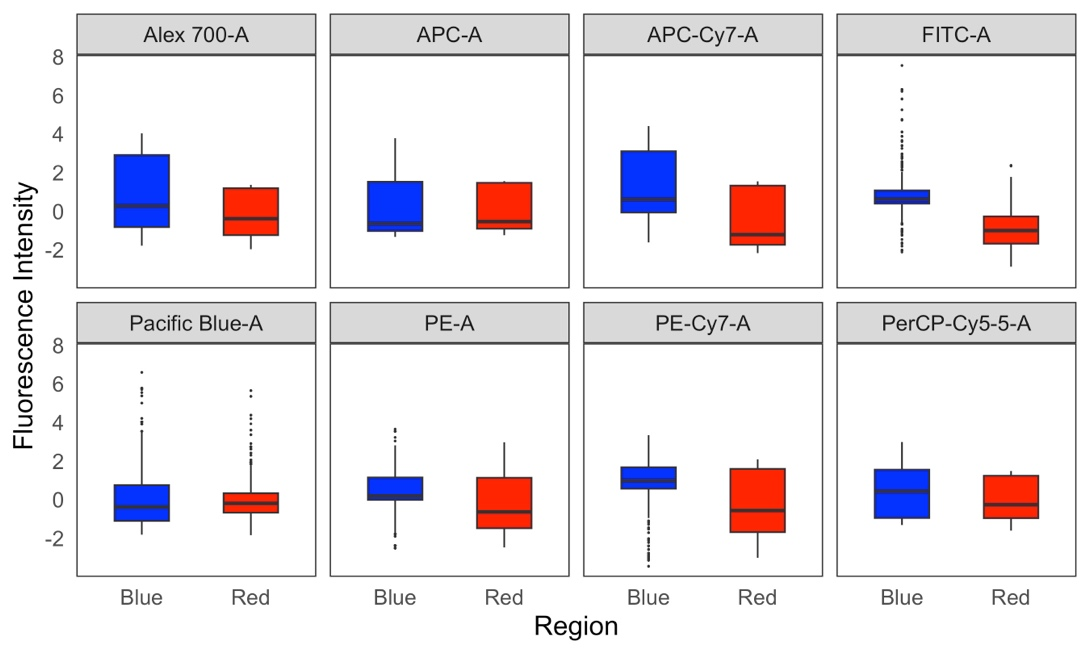 Alex 700-A
APC-A
APC-Cy7-A
FITC-A
8
6
4
2
0
-2
Pacific Blue-A
PE-A
PE-Cy7-A
PerCP-Cy5-5-A
8
6
4
2
0
-2
Fluorescence Intensity
Blue
Red
Blue
Red
Blue
Red
Blue
Red
Region